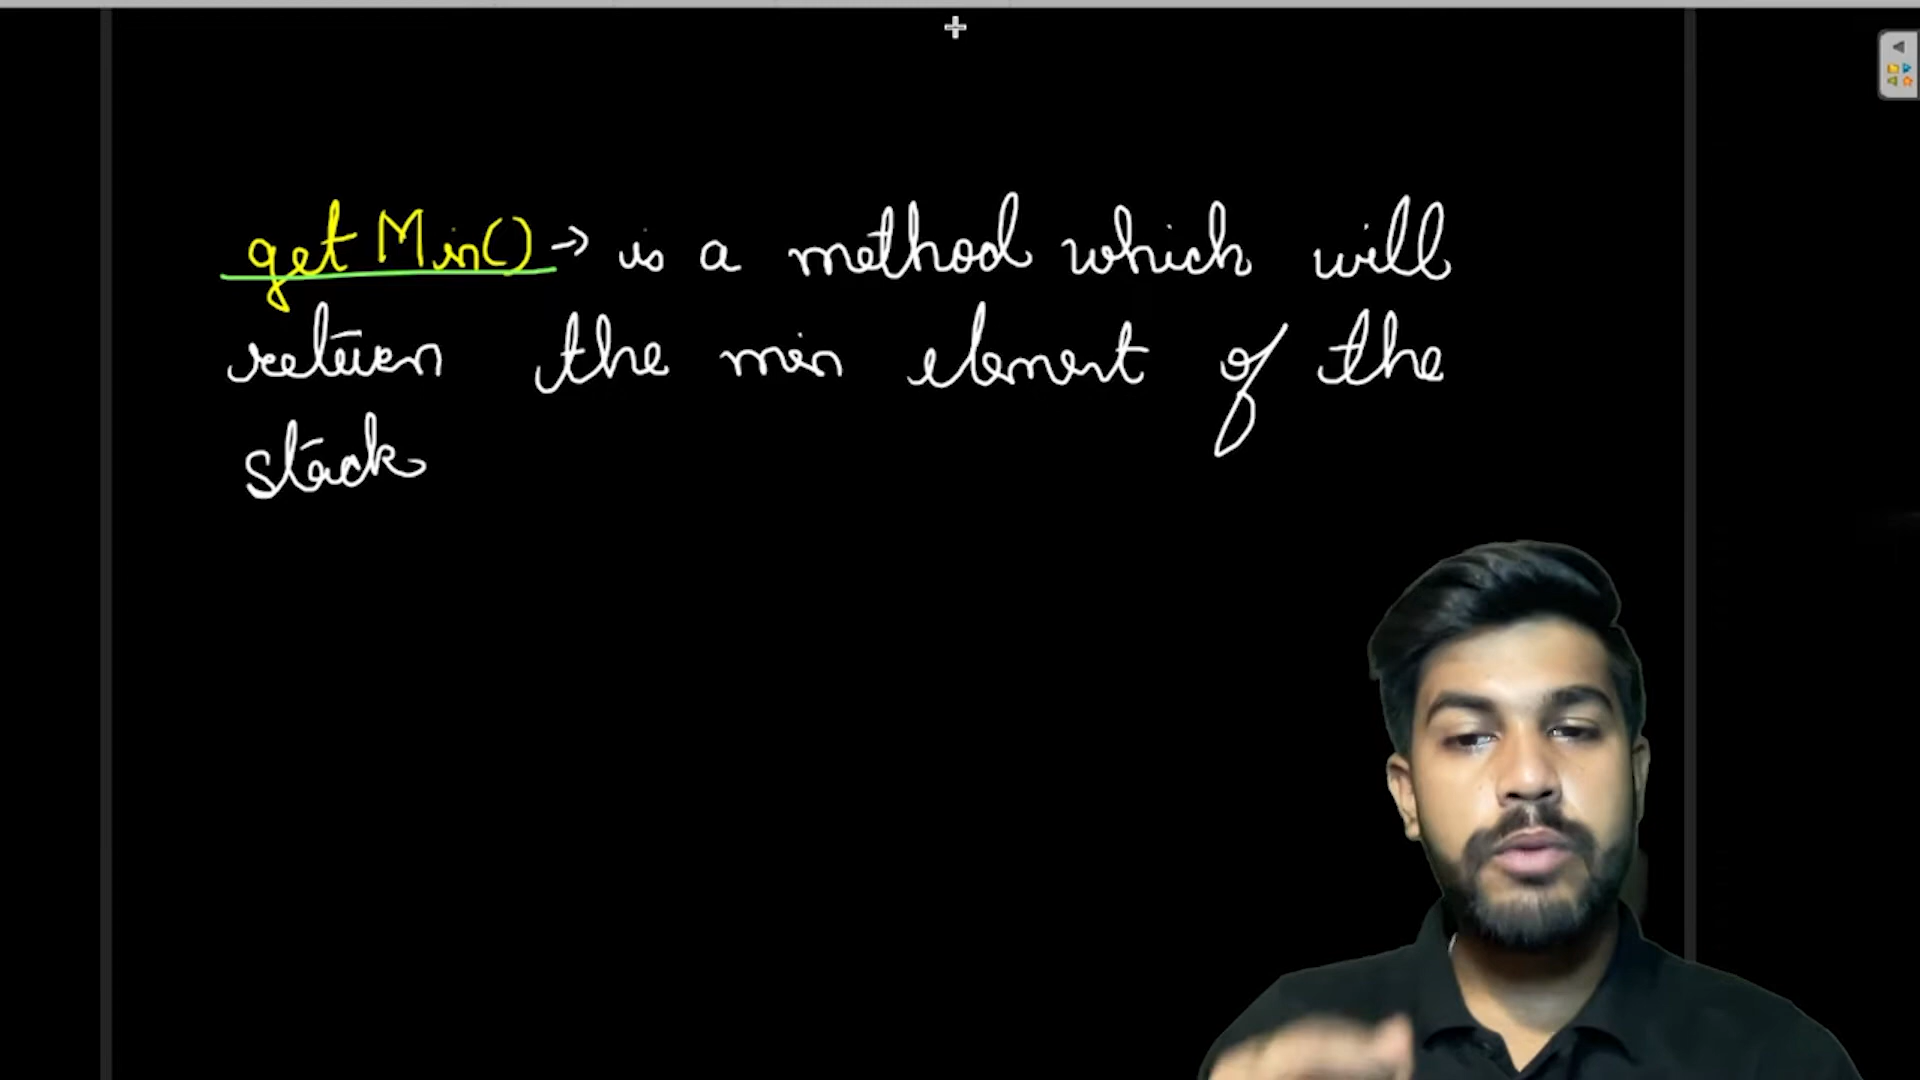 getMin() → is a method which will
return the min element of the
stack